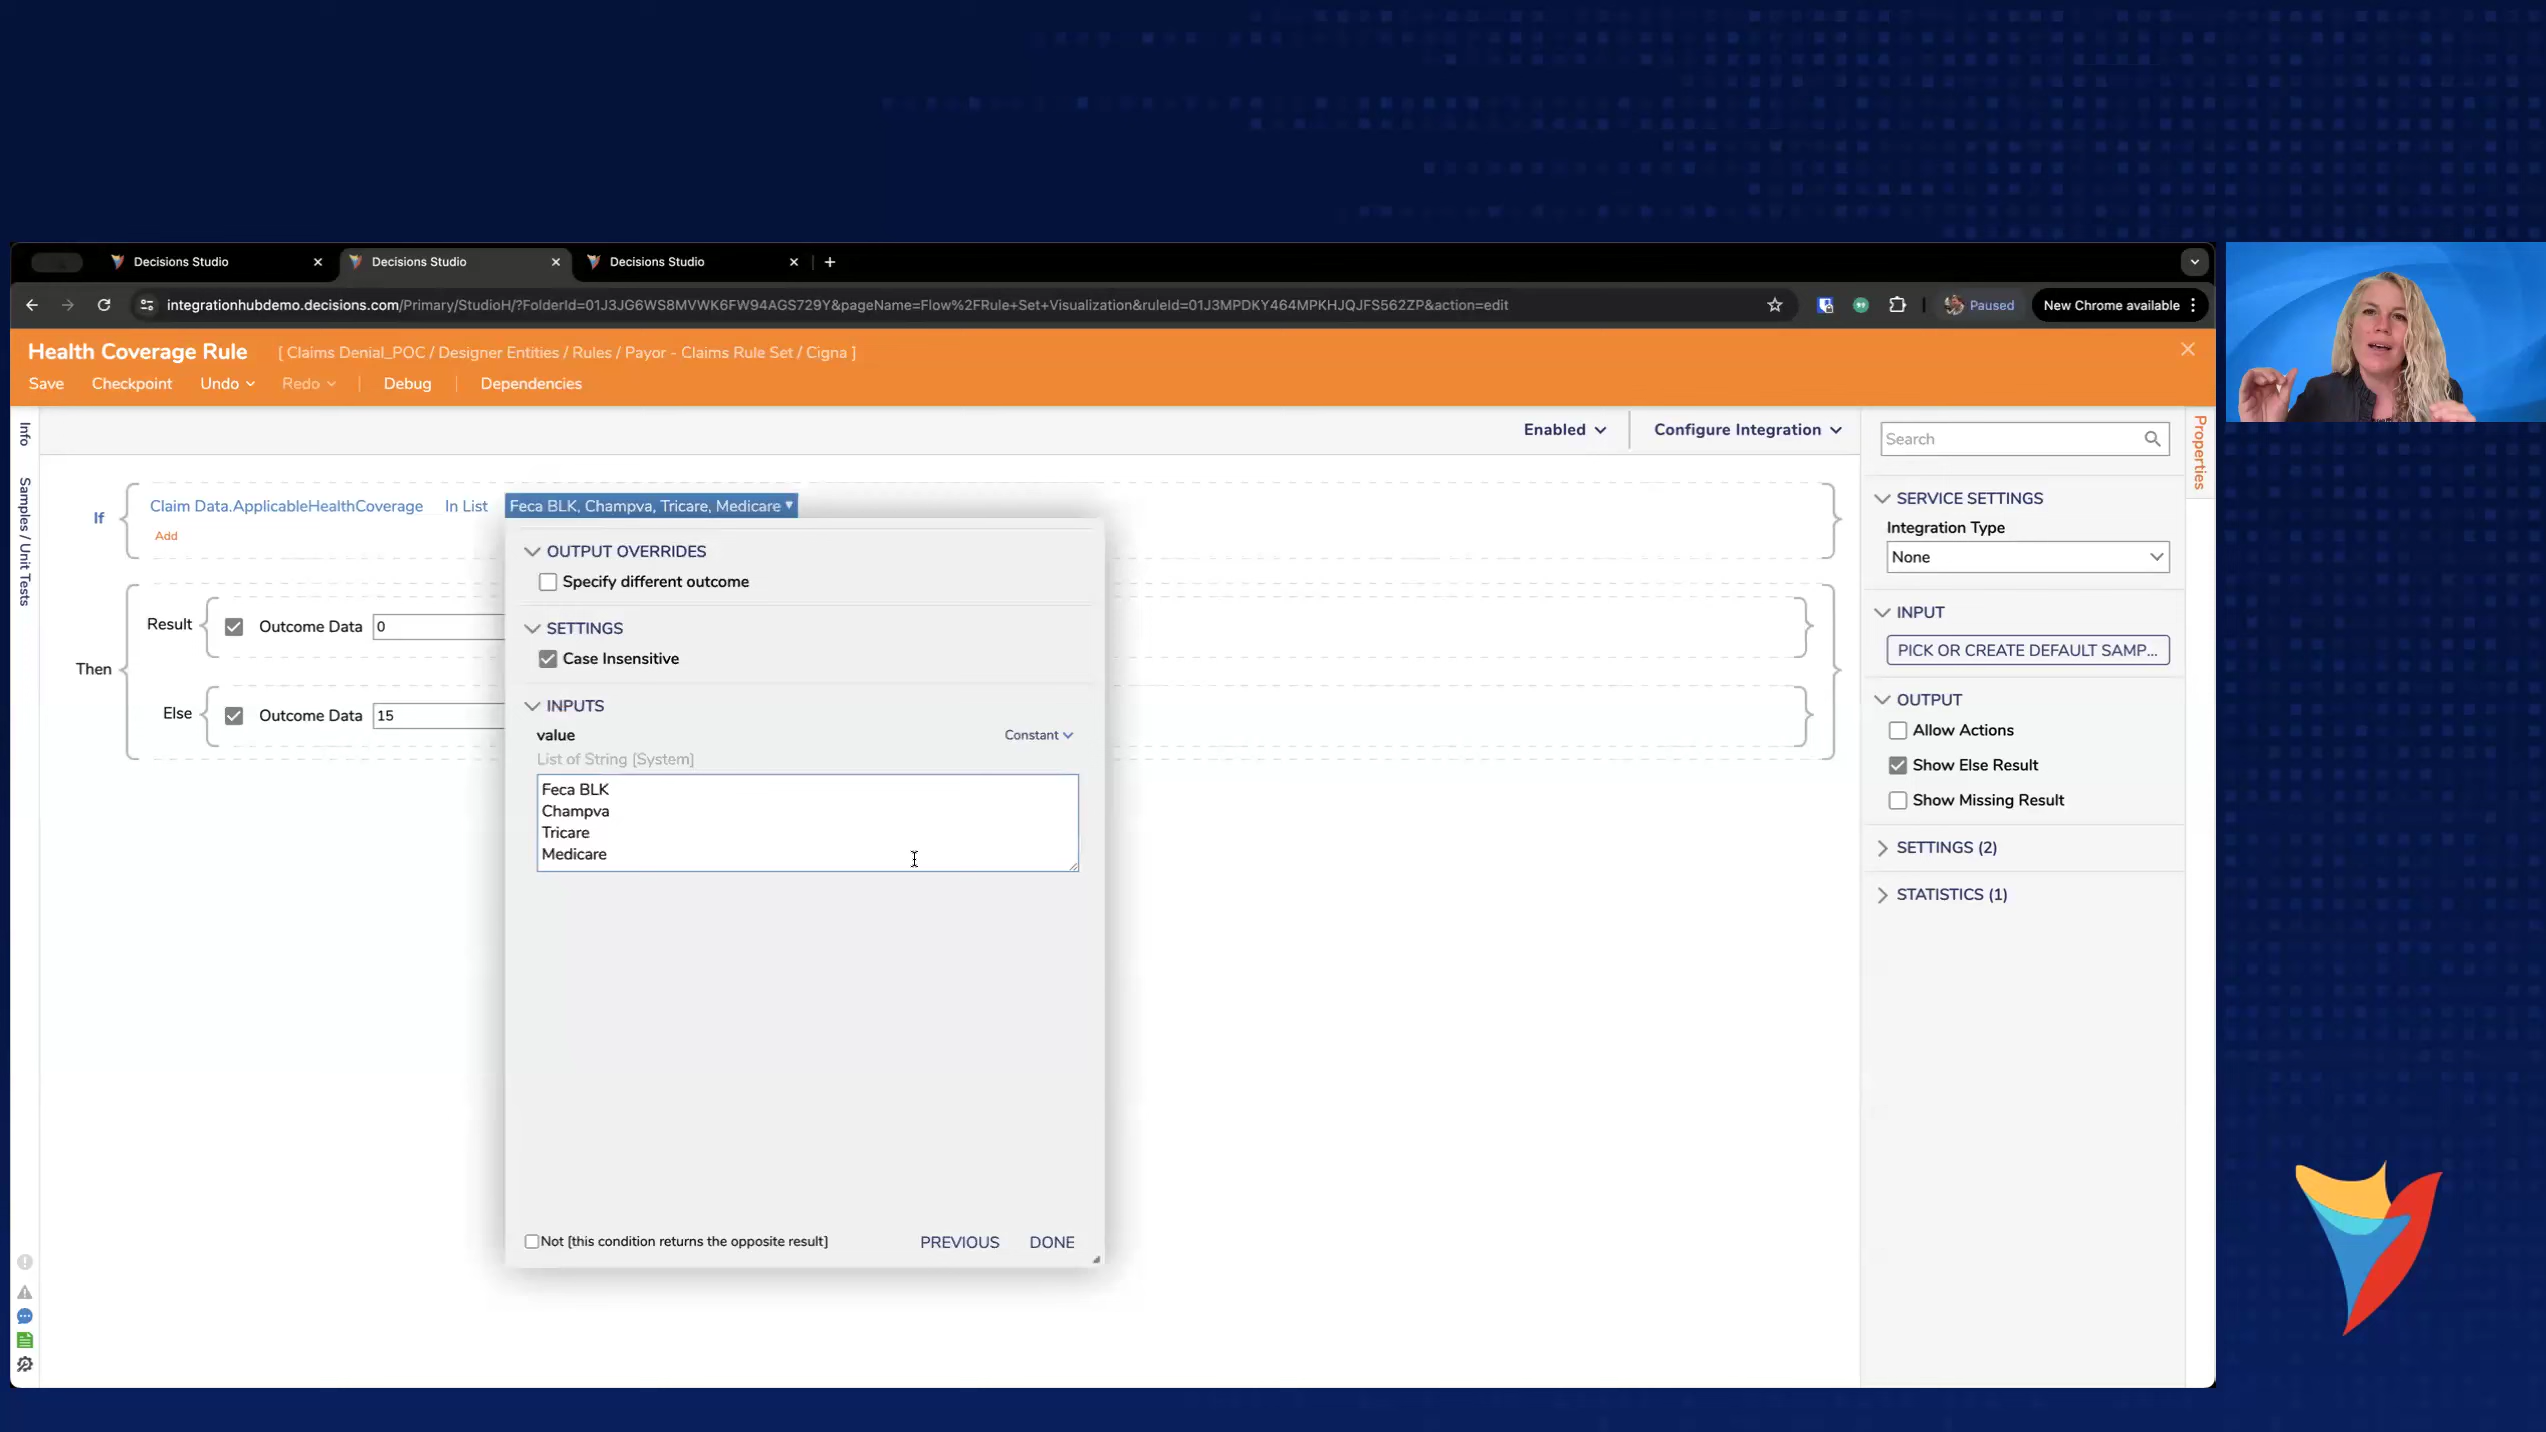 Decisions Studio
Decisions Studio
Decisions Studio
integrationhubdemo.decisions.com/Primary/StudioH/?FolderId=01J3JG6WS8MVWK6FW94AGS729Y&pageName=Flow%2FRule+Set+Visualization&ruleId=01J3MPDKY464MPKHJQJFS562ZP&action=edit
Paused
New Chrome available
Health Coverage Rule [ Claims Denial_POC / Designer Entities / Rules / Payor - Claims Rule Set / Cigna ]
Save Checkpoint Undo Redo Debug Dependencies
Info
Samples / Unit Tests
Enabled Configure Integration
If Claim Data.ApplicableHealthCoverage In List Feca BLK, Champva, Tricare, Medicare
Add
Then
Result Outcome Data 0
Else Outcome Data 15
OUTPUT OVERRIDES
Specify different outcome
SETTINGS
Case Insensitive
INPUTS
value Constant
List of String [System]
Feca BLK
Champva
Tricare
Medicare
Not [this condition returns the opposite result] PREVIOUS DONE
Search
Properties
SERVICE SETTINGS
Integration Type
None
INPUT
PICK OR CREATE DEFAULT SAMP...
OUTPUT
Allow Actions
Show Else Result
Show Missing Result
SETTINGS (2)
STATISTICS (1)